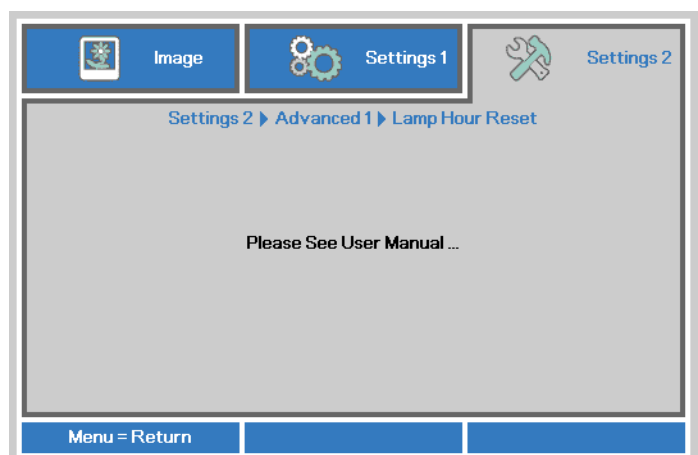 Image
Settings 1
Settings 2
Settings 2 ▶ Advanced 1 ▶ Lamp Hour Reset
Please See User Manual ...
Menu = Return